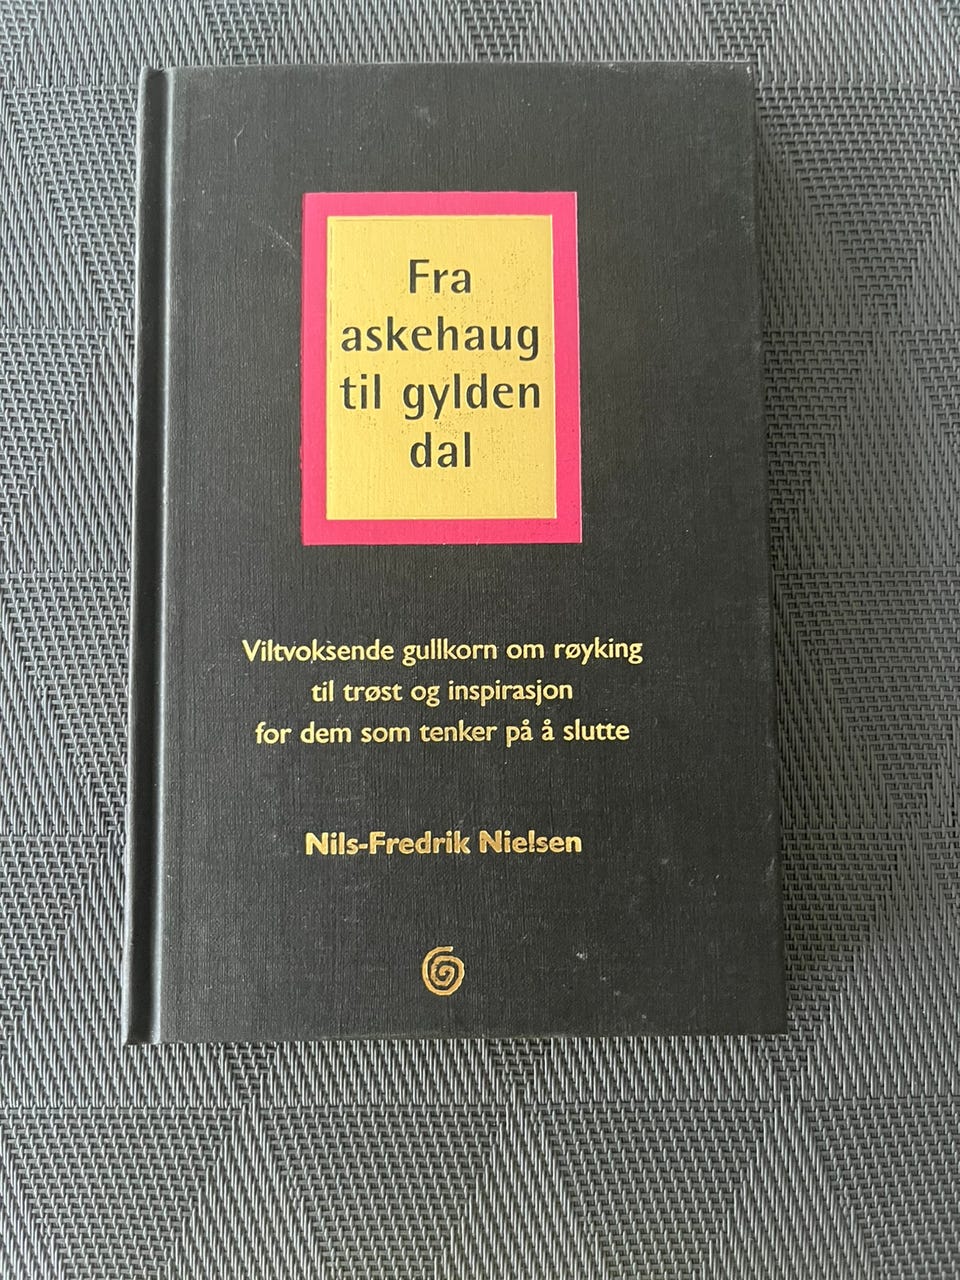 Fra
askehaug
til gylden
dal
Viltvoksende gullkorn om røyking
til trøst og inspirasjon
for dem som tenker på å slutte
Nils-Fredrik Nielsen